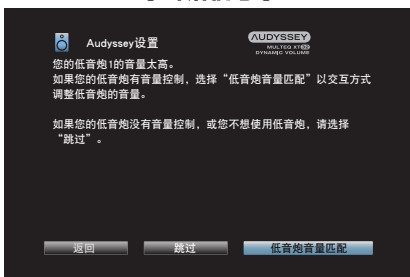 Audyssey设置
AUDYSSEY
MULTEQ XT32
DYNAMIC VOLUME
您的低音炮1的音量太高。
如果您的低音炮有音量控制，选择“低音炮音量匹配”以交互方式
调整低音炮的音量。
如果您的低音炮没有音量控制，或您不想使用低音炮，请选择
“跳过”。
返回
跳过
低音炮音量匹配